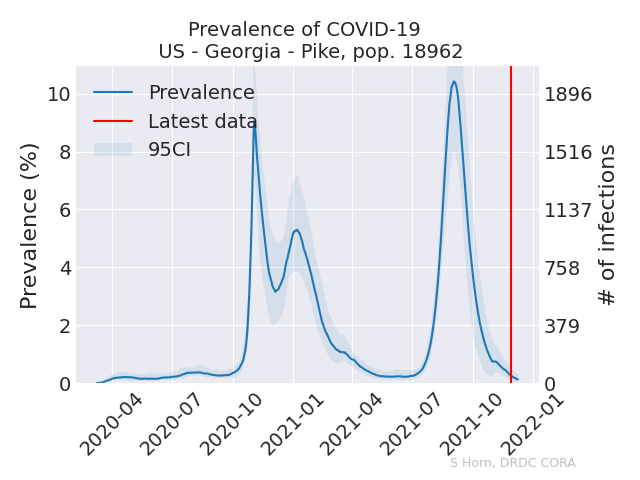 Prevalence of COVID-19
US - Georgia - Pike, pop. 18962
Prevalence
Latest data
95CI
Prevalence (%)
10
8
6
4
2
0
1896
1516
1137
758
379
0
# of infections
2020-04
2020-07
2020-10
2021-01
2021-04
2021-07
2021-10
2022-01
S Horn, DRDC CORA